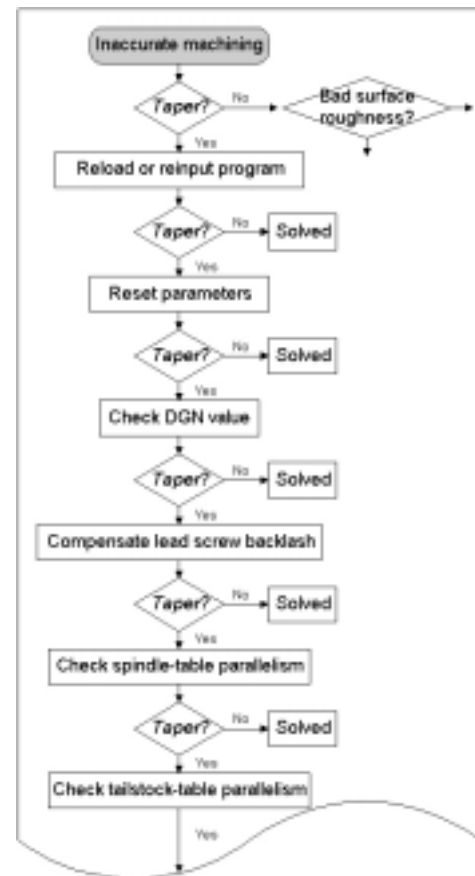 Inaccurate machining
Taper?
No
Bad surface
roughness?
Yes
Reload or reinput program
Taper?
No
Solved
Yes
Reset parameters
Taper?
No
Solved
Yes
Check DGN value
Taper?
No
Solved
Yes
Compensate lead screw backlash
Taper?
No
Solved
Yes
Check spindle-table parallelism
Taper?
No
Solved
Yes
Check tailstock-table parallelism
Yes